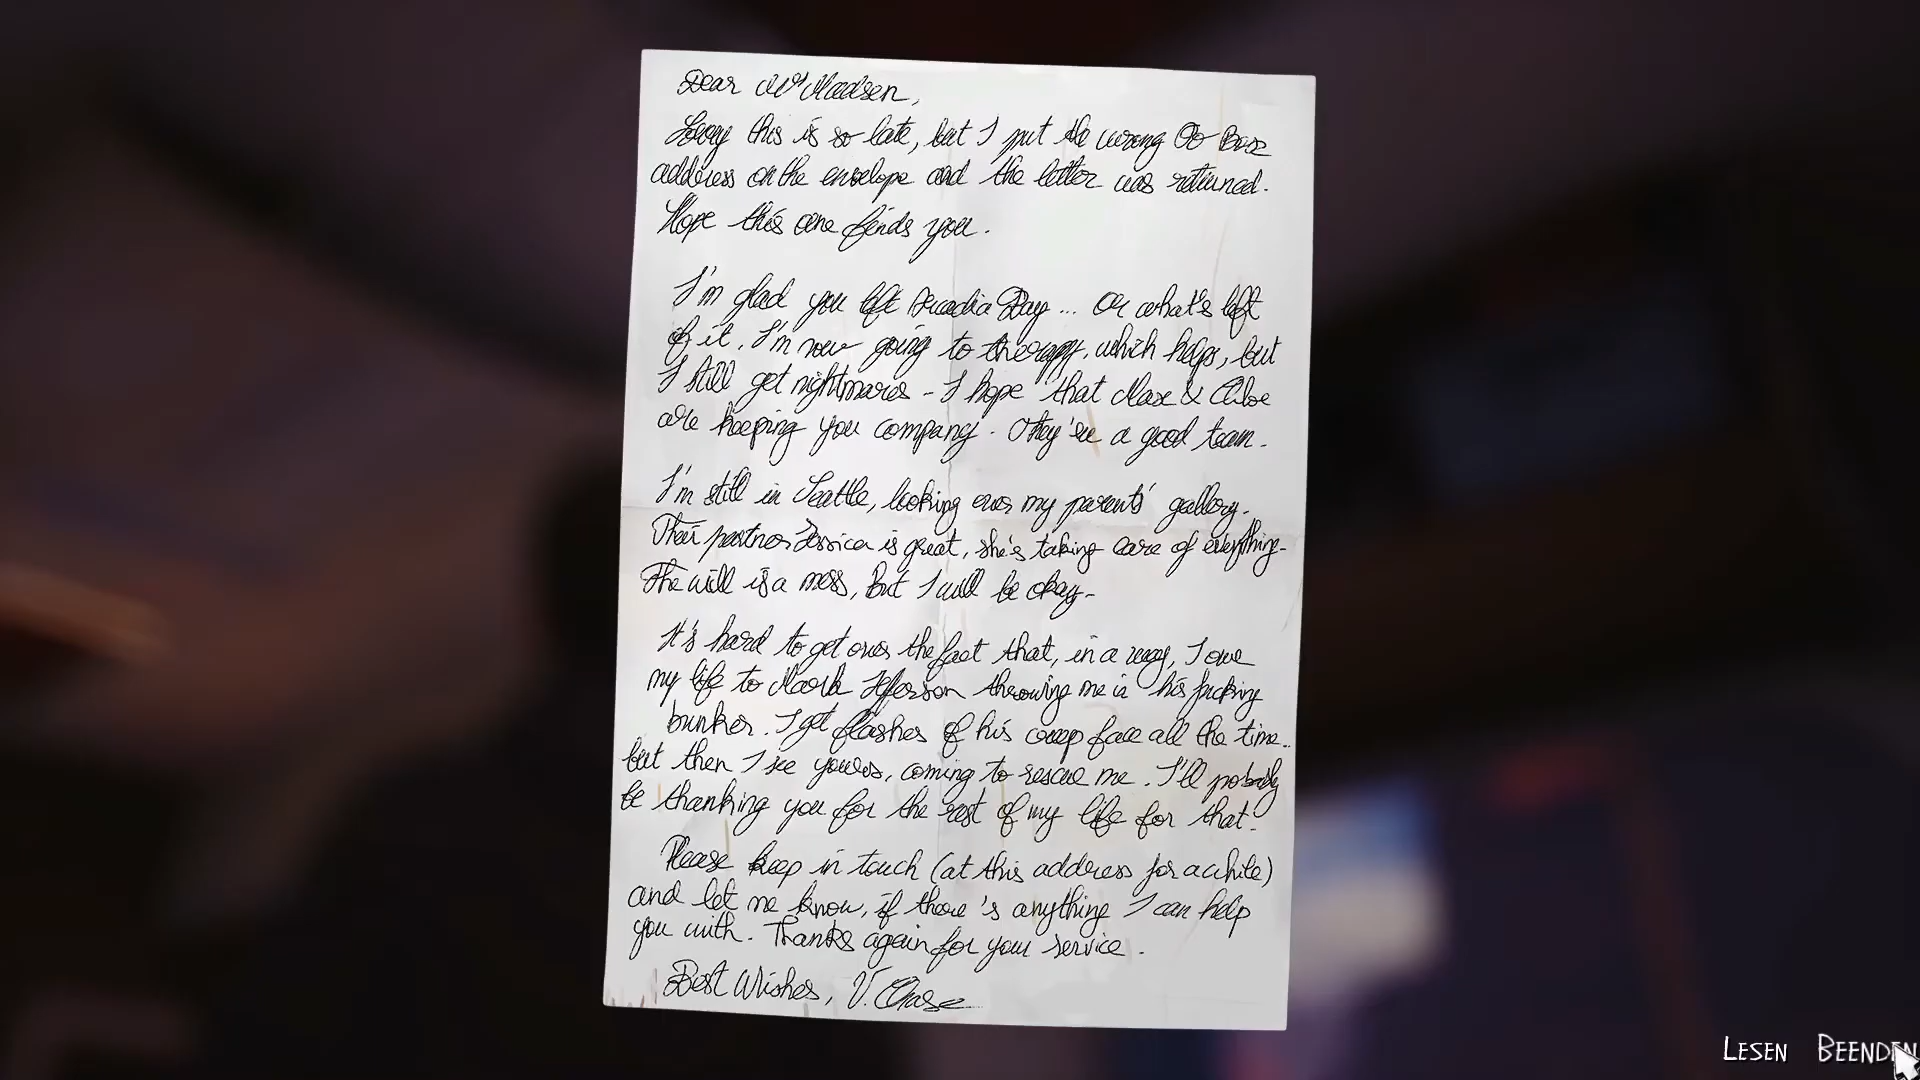 Dear Mr Madsen,
Sorry this is so late, but I put the wrong Po Box
address on the envelope and the letter was returned.
Hope this one finds you.
I'm glad you left Arcadia Bay... Or what's left
of it. I'm now going to therapy, which helps, but
I still get nightmares - I hope that Max & Chloe
are keeping you company. They're a good team.
I'm still in Seattle, looking over my parents' gallery.
Their partner Jessica is great, she's taking care of everything.
The will is a mess, But I will be okay.
It's hard to get over the fact that, in a way, I owe
my life to Mark Jefferson throwing me in his fucking
bunker. I get flashes of his creep face all the time..
but then I see yours, coming to rescue me. I'll probably
be thanking you for the rest of my life for that.
Please keep in touch (at this address for a while)
and let me know, if there's anything I can help
you with. Thanks again for your service.
Best Wishes, V. Chase
LESEN BEENDEN